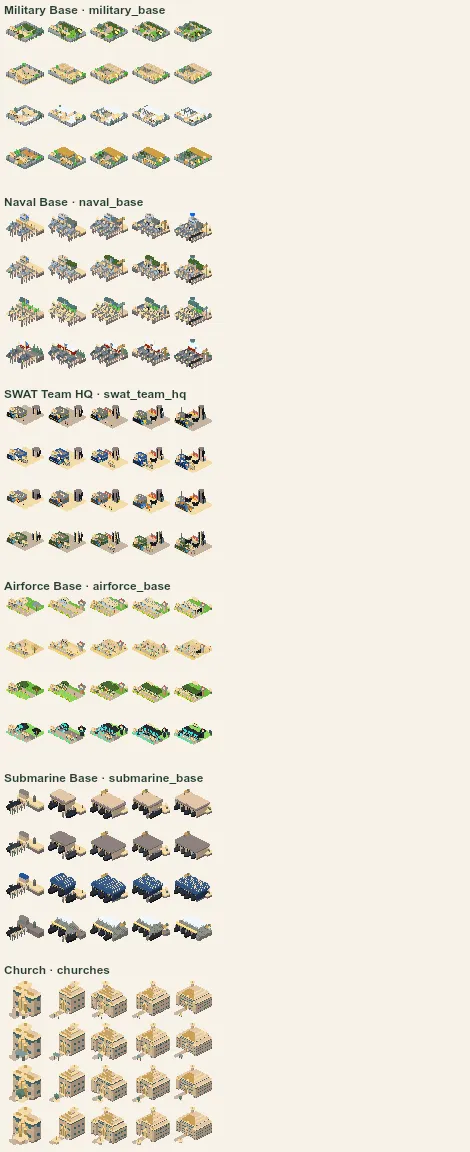 Military Base · military_base
Naval Base · naval_base
SWAT Team HQ · swat_team_hq
Airforce Base · airforce_base
Submarine Base · submarine_base
Church · churches